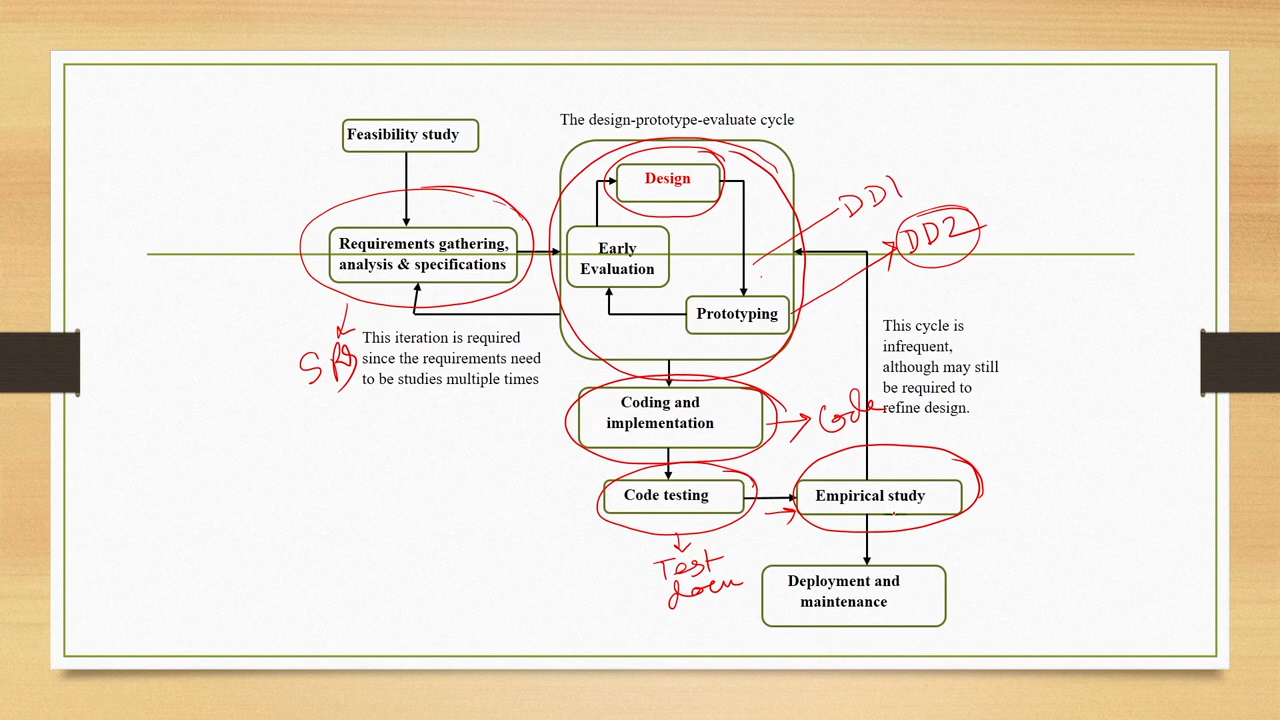 The design-prototype-evaluate cycle
Feasibility study
Design
DD1
DD2
Requirements gathering,
analysis & specifications
Early
Evaluation
Prototyping
This iteration is required
since the requirements need
to be studies multiple times
This cycle is
infrequent,
although may still
be required to
refine design.
Coding and
implementation
Code
Code testing
Empirical study
Test
Deployment and
maintenance